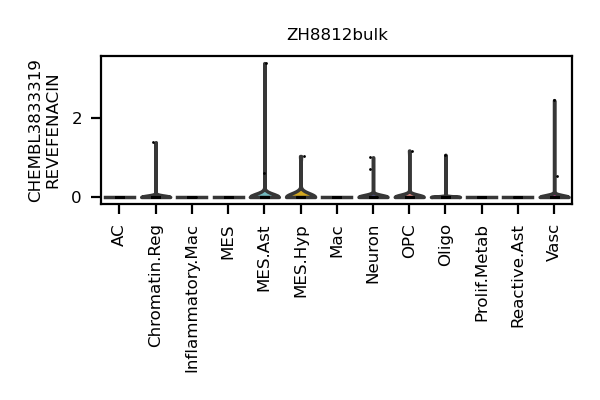 ZH8812bulk
CHEMBL3833319
REVEFENACIN
2
0
AC
Chromatin.Reg
Inflammatory.Mac
MES
MES.Ast
MES.Hyp
Mac
Neuron
OPC
Oligo
Prolif.Metab
Reactive.Ast
Vasc